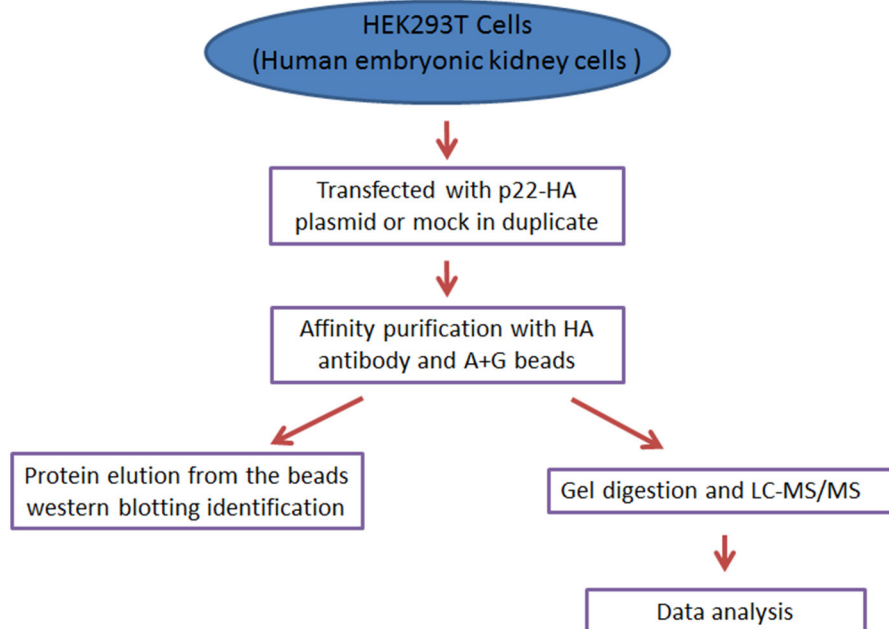 HEK293T Cells
(Human embryonic kidney cells )
Transfected with p22-HA
plasmid or mock in duplicate
Affinity purification with HA
antibody and A+G beads
Protein elution from the beads
western blotting identification
Gel digestion and LC-MS/MS
Data analysis